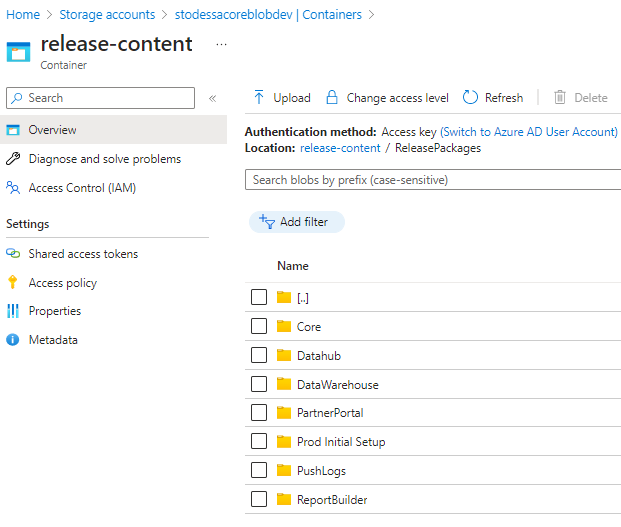 Home > Storage accounts > stodessacoreblobdev | Containers >
release-content ...
Container
Search «
Overview
Diagnose and solve problems
Access Control (IAM)
Settings
Shared access tokens
Access policy
Properties
Metadata
Upload Change access level Refresh Delete
Authentication method: Access key (Switch to Azure AD User Account)
Location: release-content / ReleasePackages
Search blobs by prefix (case-sensitive)
Add filter
Name
[..]
Core
Datahub
DataWarehouse
PartnerPortal
Prod Initial Setup
PushLogs
ReportBuilder